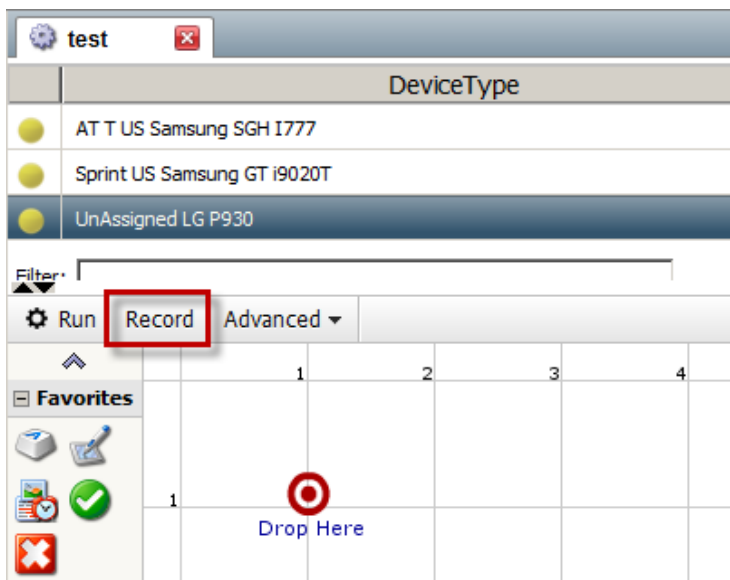 test
DeviceType
AT T US Samsung SGH I777
Sprint US Samsung GT i9020T
UnAssigned LG P930
Filter:
Run Record Advanced
1 2 3 4
Favorites
1
Drop Here